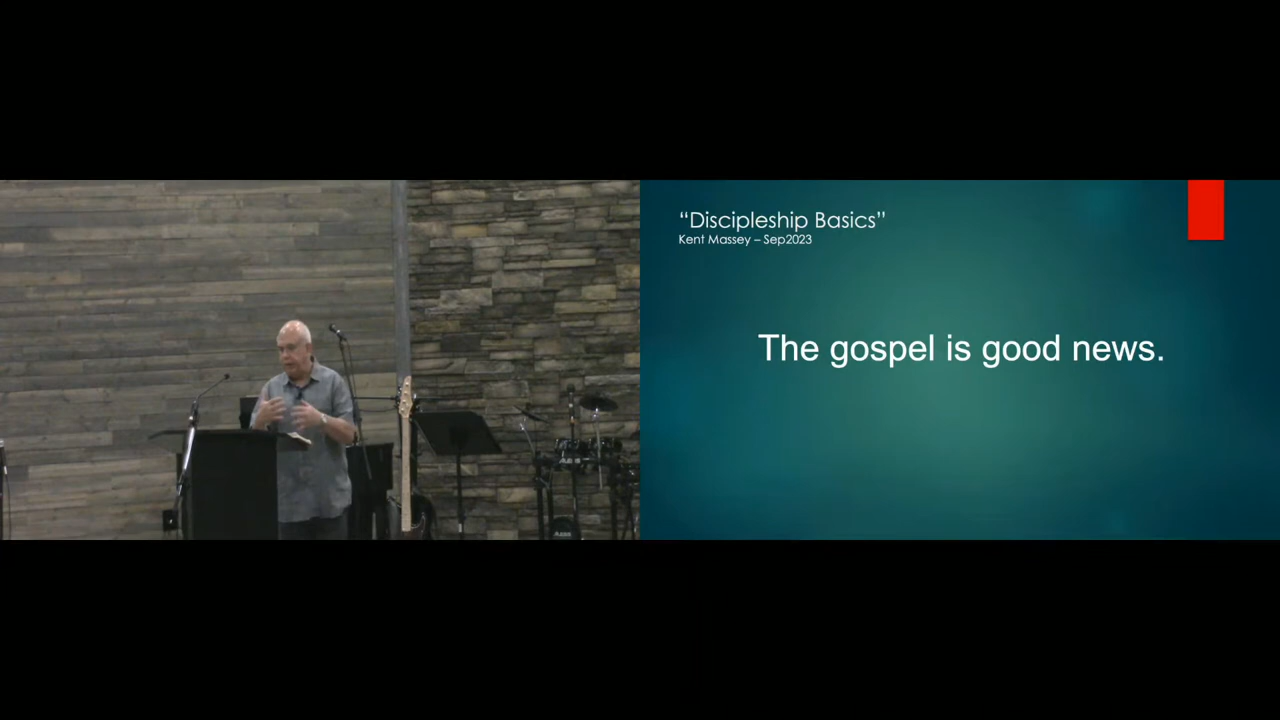 “Discipleship Basics”
Kent Massey – Sep2023
The gospel is good news.